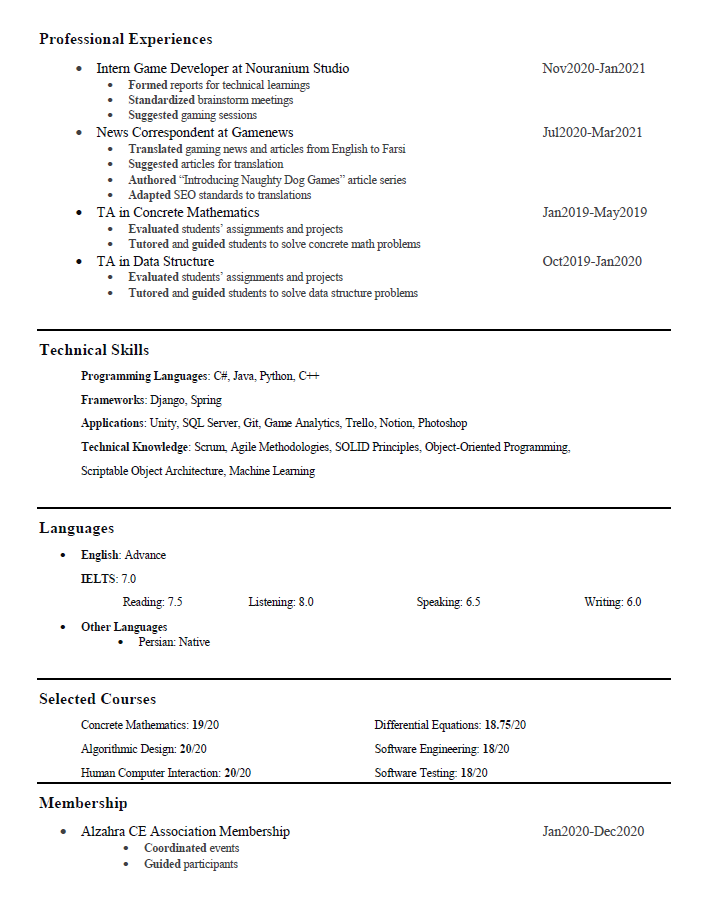 Professional Experiences
• Intern Game Developer at Nouranium Studio Nov2020-Jan2021
• Formed reports for technical learnings
• Standardized brainstorm meetings
• Suggested gaming sessions
• News Correspondent at Gamenews Jul2020-Mar2021
• Translated gaming news and articles from English to Farsi
• Suggested articles for translation
• Authored “Introducing Naughty Dog Games” article series
• Adapted SEO standards to translations
• TA in Concrete Mathematics Jan2019-May2019
• Evaluated students’ assignments and projects
• Tutored and guided students to solve concrete math problems
• TA in Data Structure Oct2019-Jan2020
• Evaluated students’ assignments and projects
• Tutored and guided students to solve data structure problems
Technical Skills
Programming Languages: C#, Java, Python, C++
Frameworks: Django, Spring
Applications: Unity, SQL Server, Git, Game Analytics, Trello, Notion, Photoshop
Technical Knowledge: Scrum, Agile Methodologies, SOLID Principles, Object-Oriented Programming,
Scriptable Object Architecture, Machine Learning
Languages
• English: Advance
IELTS: 7.0
Reading: 7.5 Listening: 8.0 Speaking: 6.5 Writing: 6.0
• Other Languages
• Persian: Native
Selected Courses
Concrete Mathematics: 19/20 Differential Equations: 18.75/20
Algorithmic Design: 20/20 Software Engineering: 18/20
Human Computer Interaction: 20/20 Software Testing: 18/20
Membership
• Alzahra CE Association Membership Jan2020-Dec2020
• Coordinated events
• Guided participants